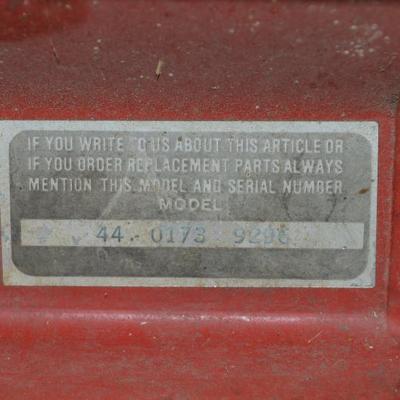 IF YOU WRITE TO US ABOUT THIS ARTICLE OR
IF YOU ORDER REPLACEMENT PARTS ALWAYS
MENTION THIS MODEL AND SERIAL NUMBER
MODEL
44 0173 9296